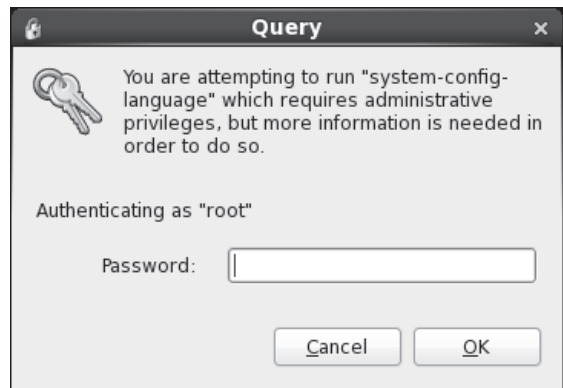 Query
You are attempting to run "system-config-
language" which requires administrative
privileges, but more information is needed in
order to do so.
Authenticating as "root"
Password:
Cancel OK